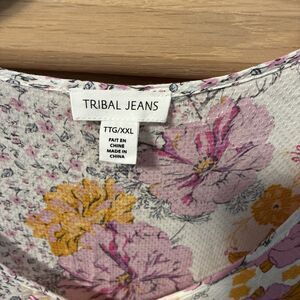 TRIBAL JEANS
TTG/XXL
FAIT EN
CHINE
MADE IN
CHINA